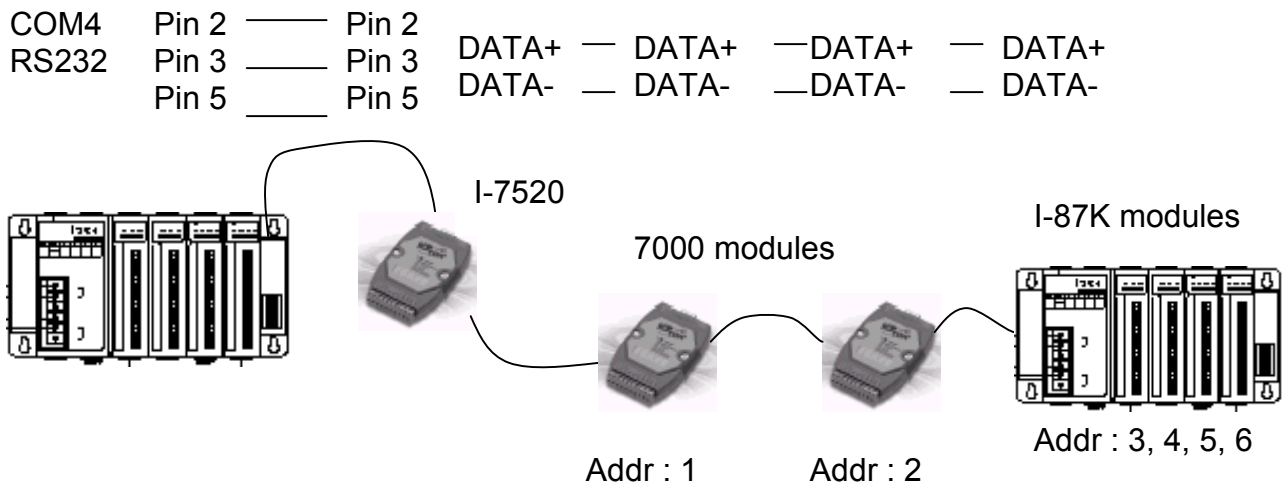 COM4 Pin 2 Pin 2
RS232 Pin 3 Pin 3
Pin 5 Pin 5
DATA+ DATA+ DATA+ DATA+
DATA- DATA- DATA- DATA-
I-7520
7000 modules
I-87K modules
Addr : 1
Addr : 2
Addr : 3, 4, 5, 6